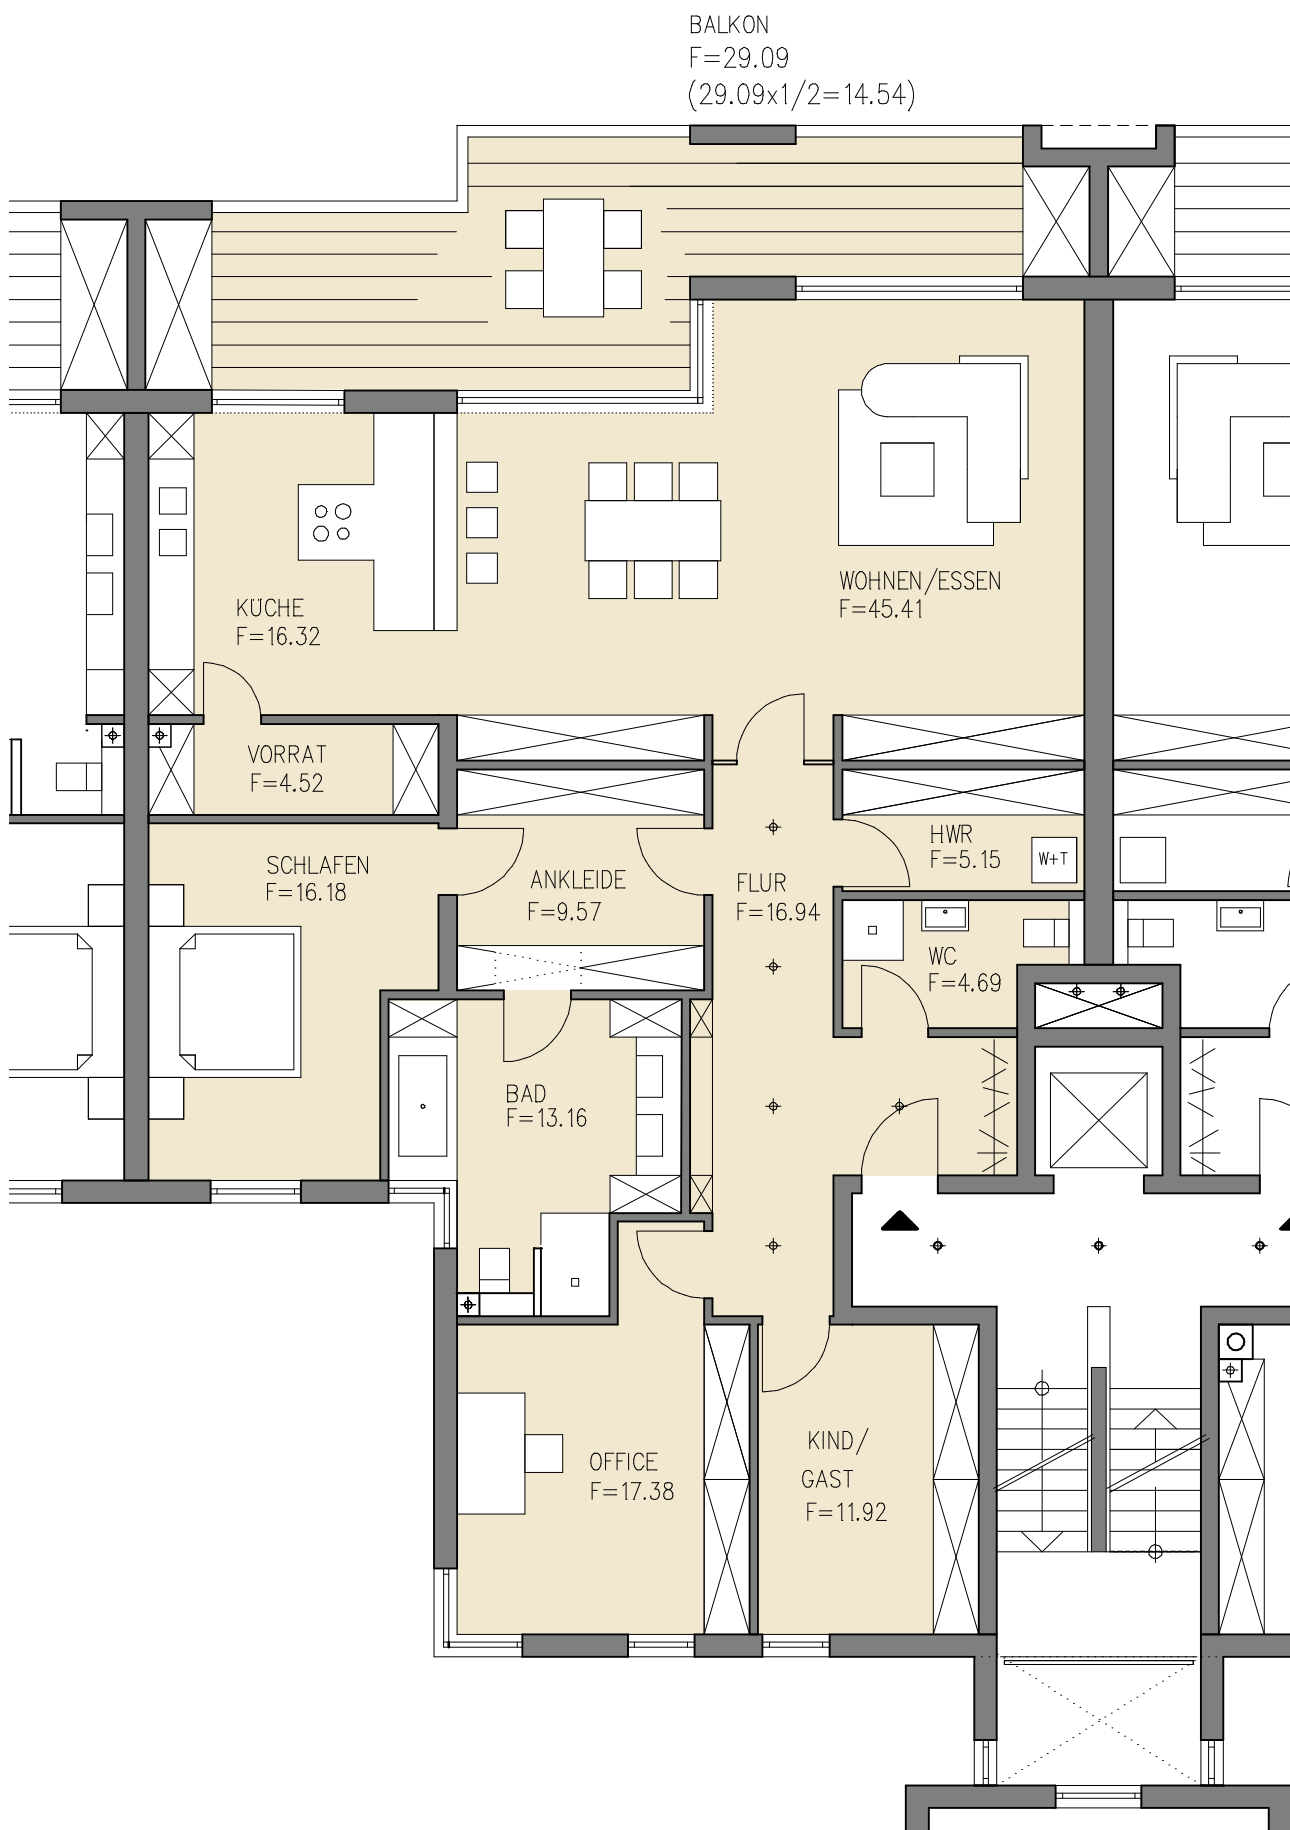 BALKON
F=29.09
(29.09x1/2=14.54)
WOHNEN/ESSEN
F=45.41
KÜCHE
F=16.32
VORRAT
F=4.52
SCHLAFEN
F=16.18
ANKLEIDE
F=9.57
FLUR
F=16.94
HWR
F=5.15
W+T
WC
F=4.69
BAD
F=13.16
OFFICE
F=17.38
KIND/
GAST
F=11.92